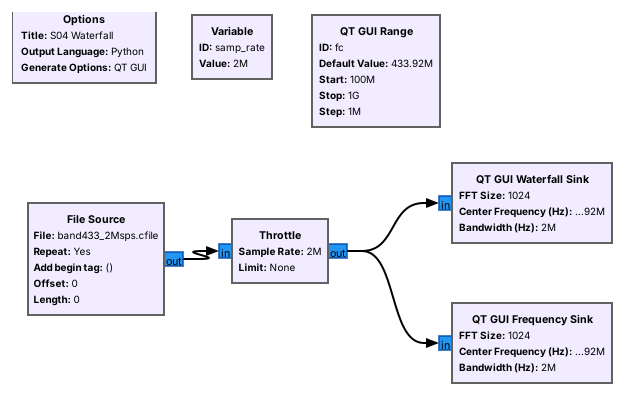 Options
Title: S04 Waterfall
Output Language: Python
Generate Options: QT GUI
Variable
ID: samp_rate
Value: 2M
QT GUI Range
ID: fc
Default Value: 433.92M
Start: 100M
Stop: 1G
Step: 1M
File Source
File: band433_2Msps.cfile
Repeat: Yes
Add begin tag: ()
Offset: 0
Length: 0
out
in
Throttle
Sample Rate: 2M
Limit: None
out
in
QT GUI Waterfall Sink
FFT Size: 1024
Center Frequency (Hz): ...92M
Bandwidth (Hz): 2M
in
QT GUI Frequency Sink
FFT Size: 1024
Center Frequency (Hz): ...92M
Bandwidth (Hz): 2M